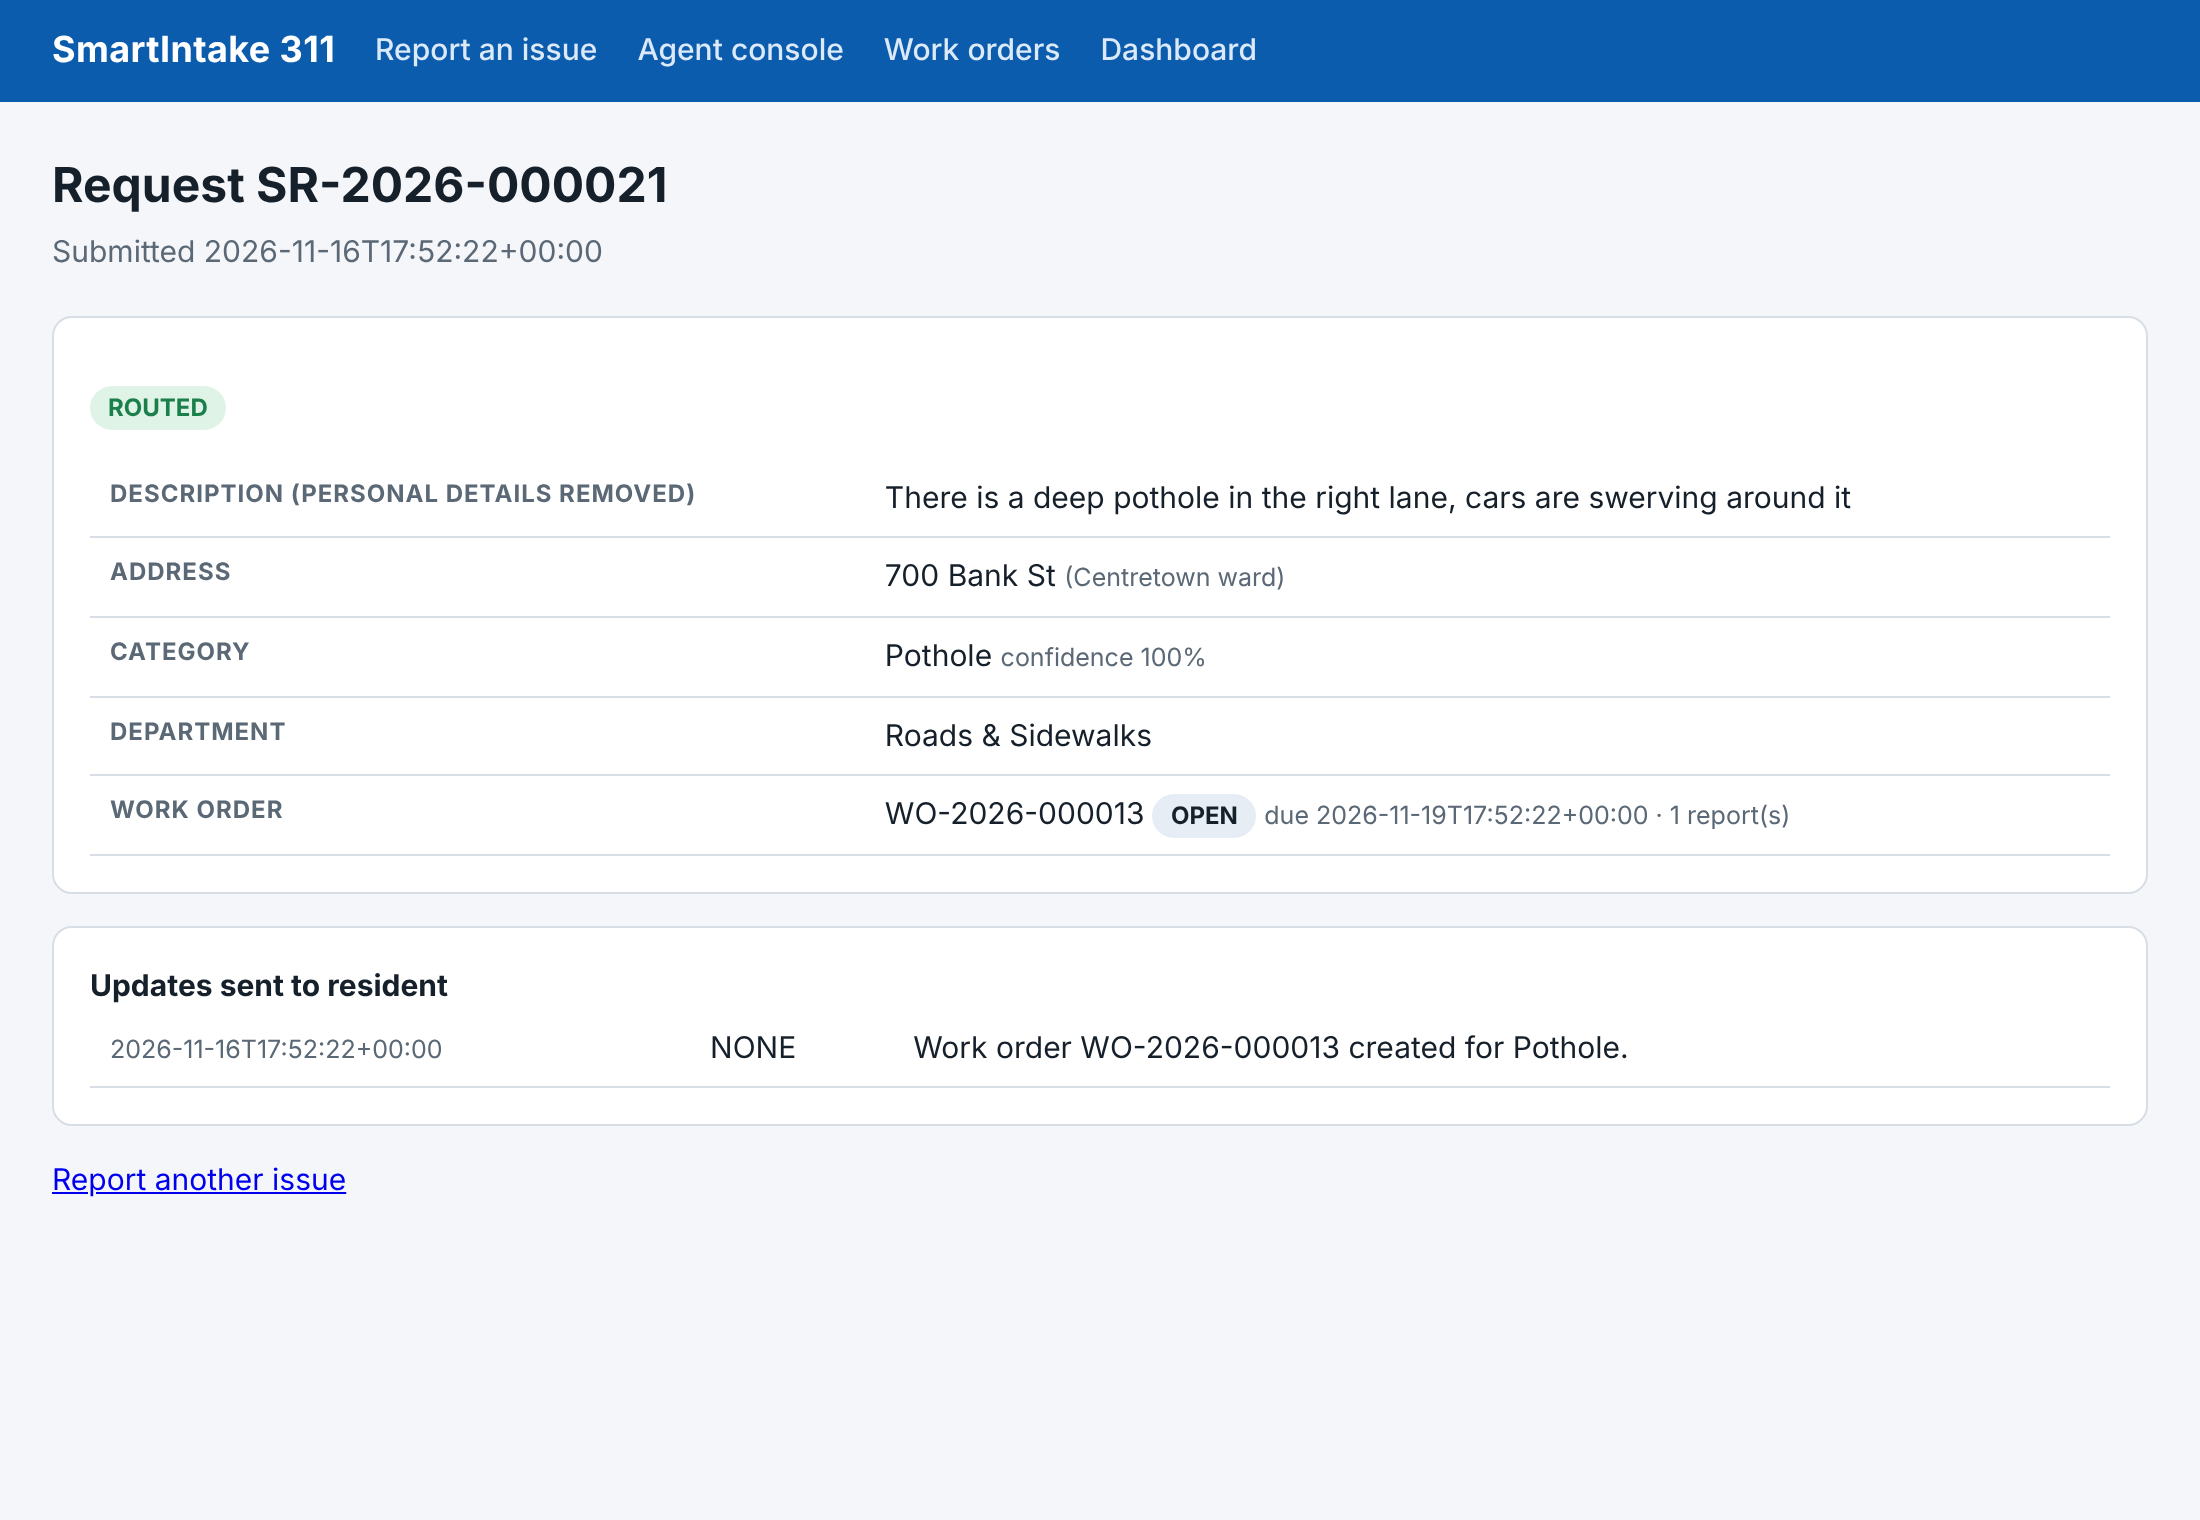 SmartIntake 311 Report an issue Agent console Work orders Dashboard
Request SR-2026-000021
Submitted 2026-11-16T17:52:22+00:00
ROUTED
DESCRIPTION (PERSONAL DETAILS REMOVED) There is a deep pothole in the right lane, cars are swerving around it
ADDRESS 700 Bank St (Centretown ward)
CATEGORY Pothole confidence 100%
DEPARTMENT Roads & Sidewalks
WORK ORDER WO-2026-000013 OPEN due 2026-11-19T17:52:22+00:00 · 1 report(s)
Updates sent to resident
2026-11-16T17:52:22+00:00 NONE Work order WO-2026-000013 created for Pothole.
Report another issue